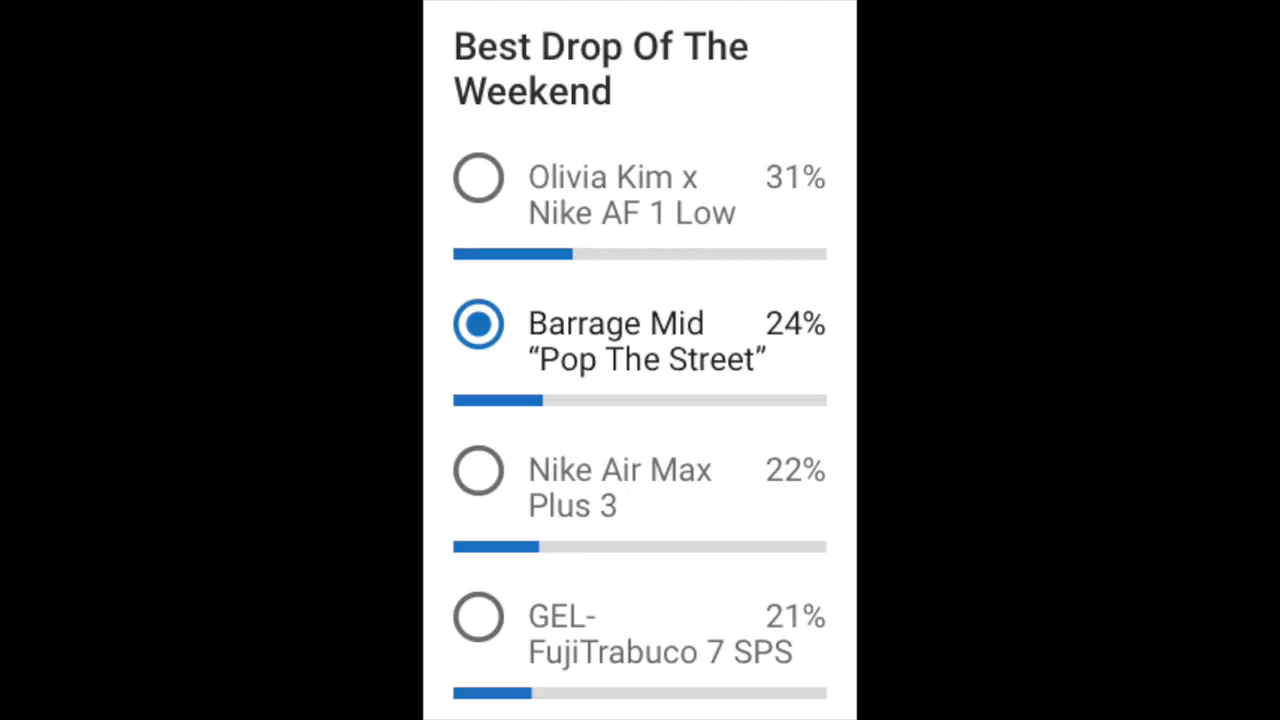 Best Drop Of The
Weekend
Olivia Kim x 31%
Nike AF 1 Low
Barrage Mid 24%
“Pop The Street”
Nike Air Max 22%
Plus 3
GEL- 21%
FujiTrabuco 7 SPS